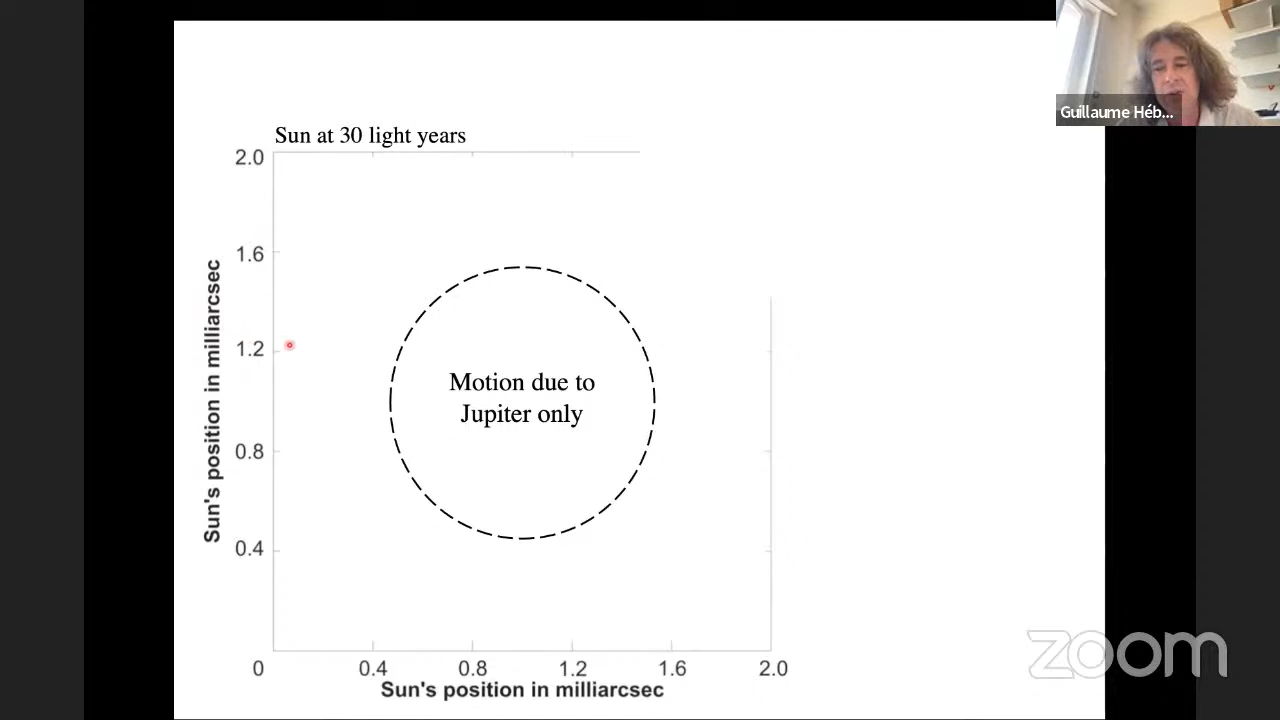 Guillaume Héb...
Sun at 30 light years
2.0
1.6
1.2
0.8
0.4
Sun's position in milliarcsec
Motion due to
Jupiter only
0
0.4
0.8
1.2
1.6
2.0
Sun's position in milliarcsec
zoom